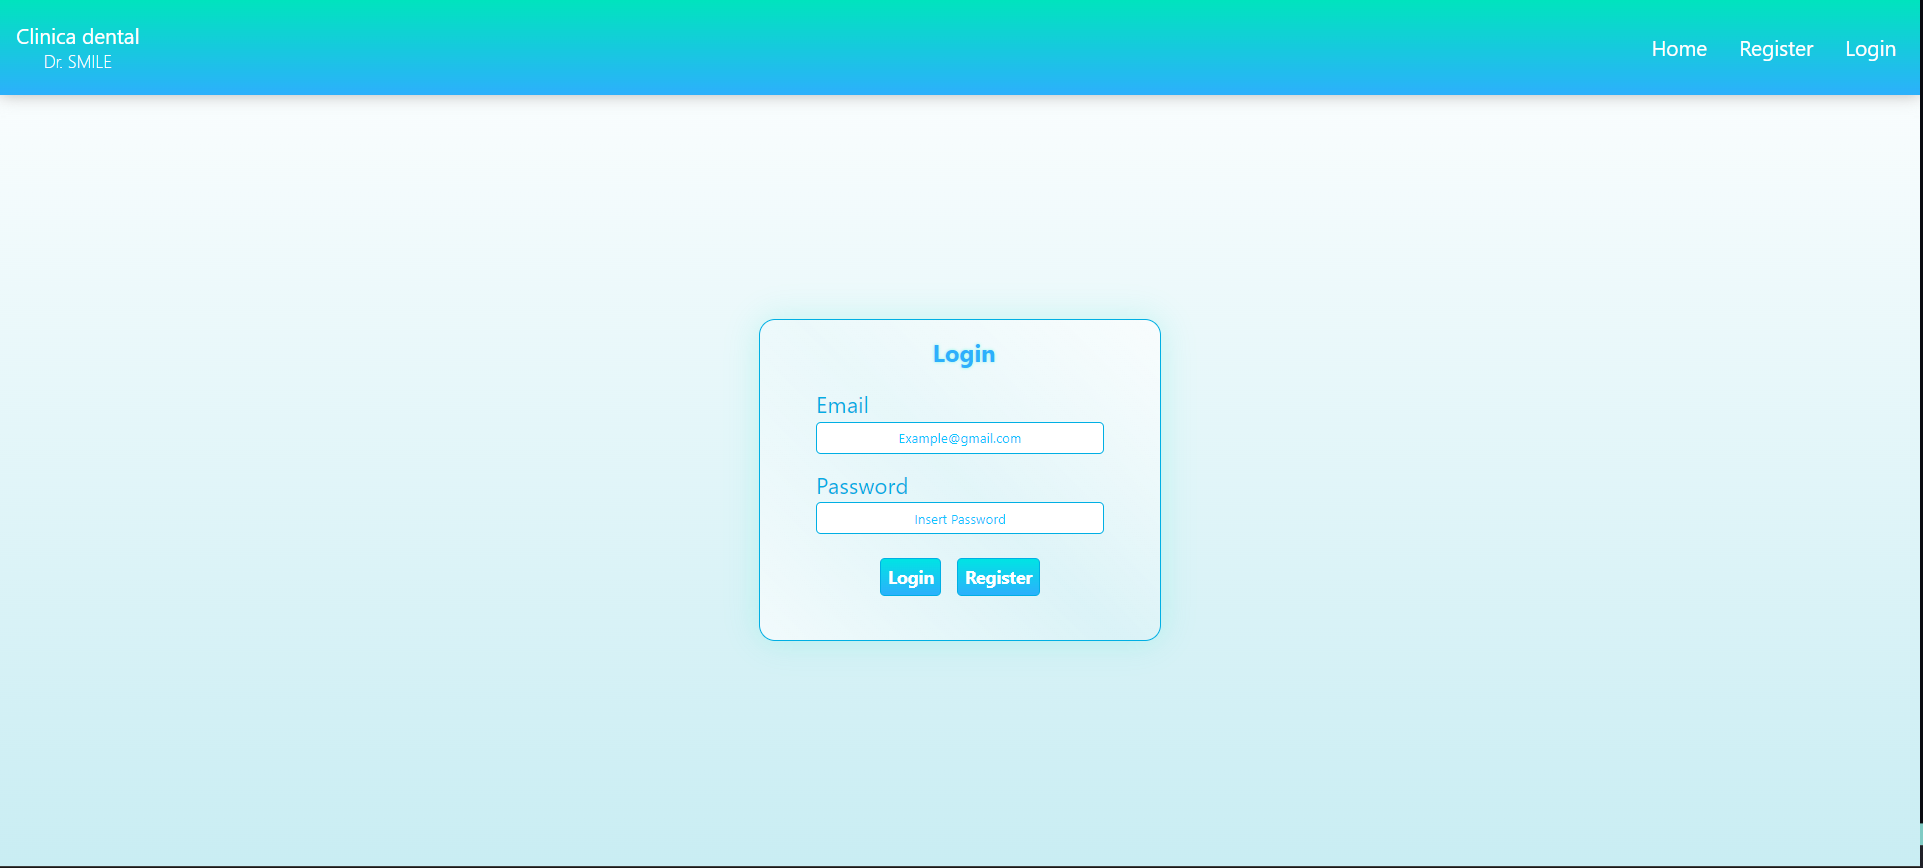 Clinica dental
Dr. SMILE
Home Register Login
Login
Email
Example@gmail.com
Password
Insert Password
Login Register